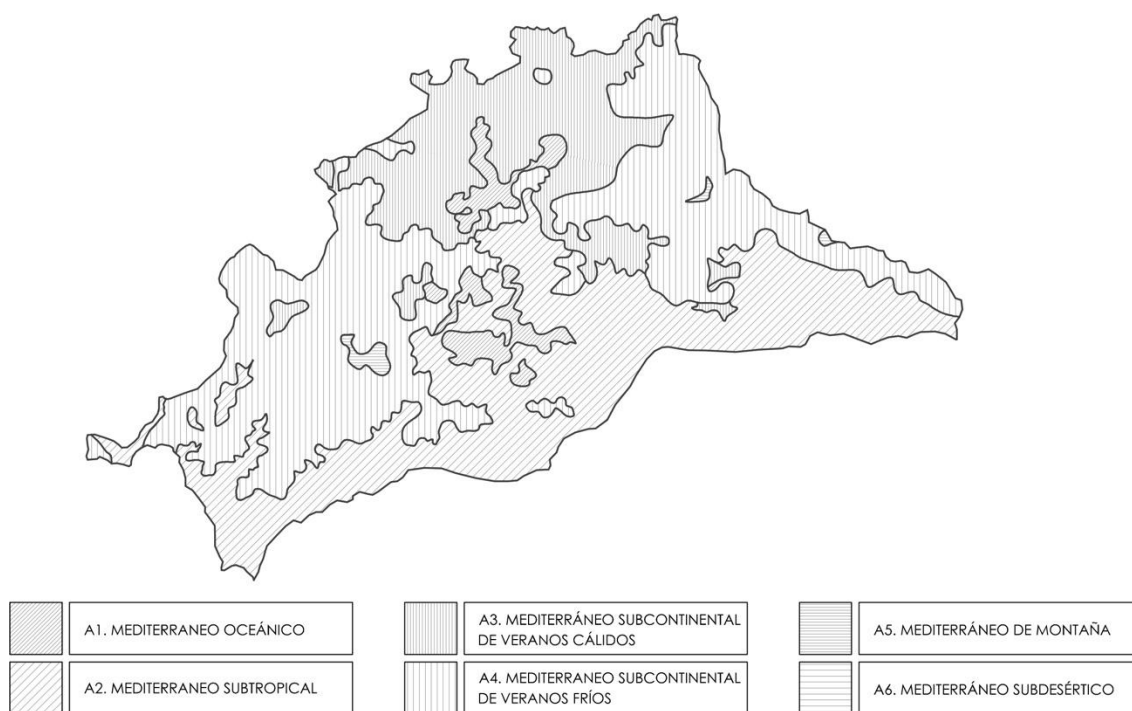 A1. MEDITERRANEO OCEÁNICO
A2. MEDITERRANEO SUBTROPICAL
A3. MEDITERRÁNEO SUBCONTINENTAL
DE VERANOS CÁLIDOS
A4. MEDITERRÁNEO SUBCONTINENTAL
DE VERANOS FRÍOS
A5. MEDITERRÁNEO DE MONTAÑA
A6. MEDITERRÁNEO SUBDESÉRTICO